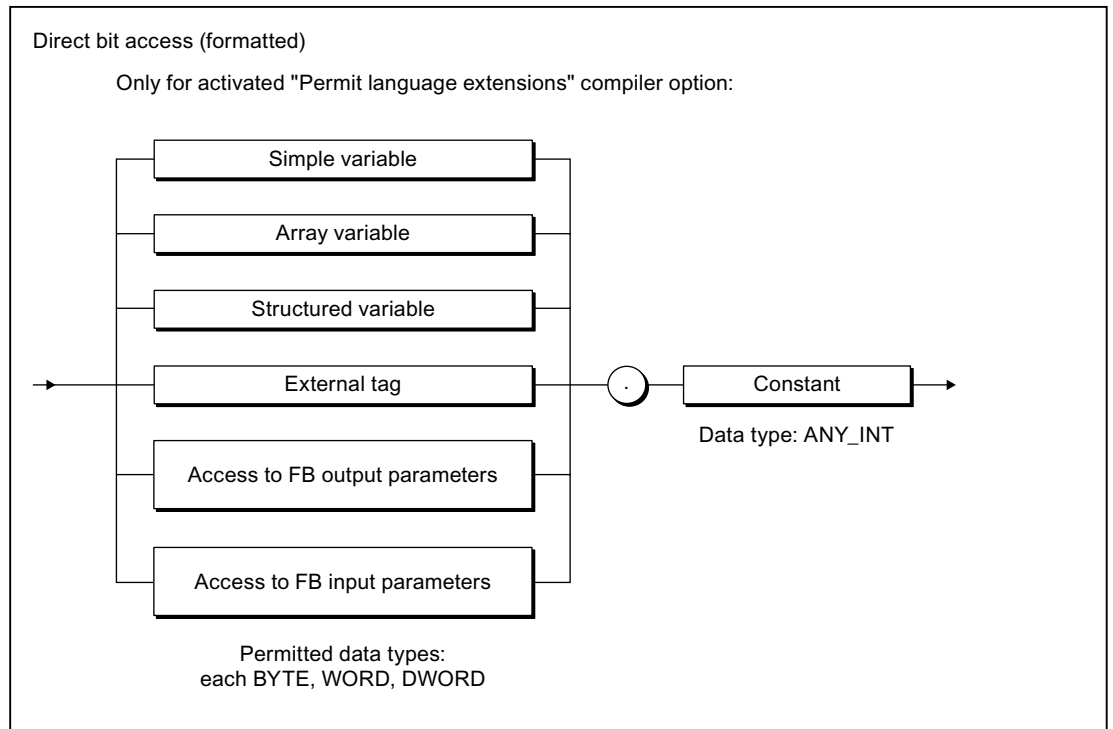 Direct bit access (formatted)
Only for activated "Permit language extensions" compiler option:
Simple variable
Array variable
Structured variable
External tag
.
Constant
Data type: ANY_INT
Access to FB output parameters
Access to FB input parameters
Permitted data types:
each BYTE, WORD, DWORD